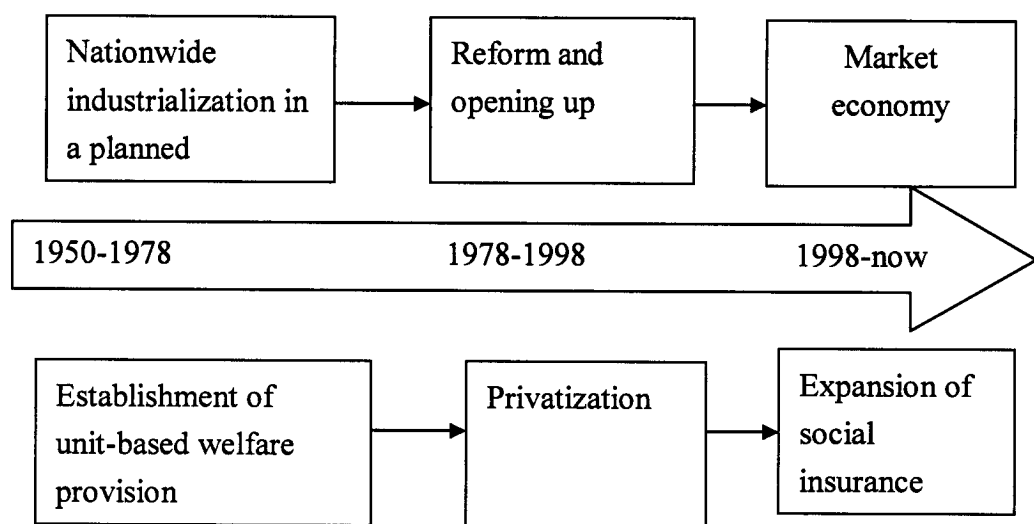 Nationwide
industrialization in
a planned
Reform and
opening up
Market
economy
1950-1978
1978-1998
1998-now
Establishment of
unit-based welfare
provision
Privatization
Expansion of
social
insurance